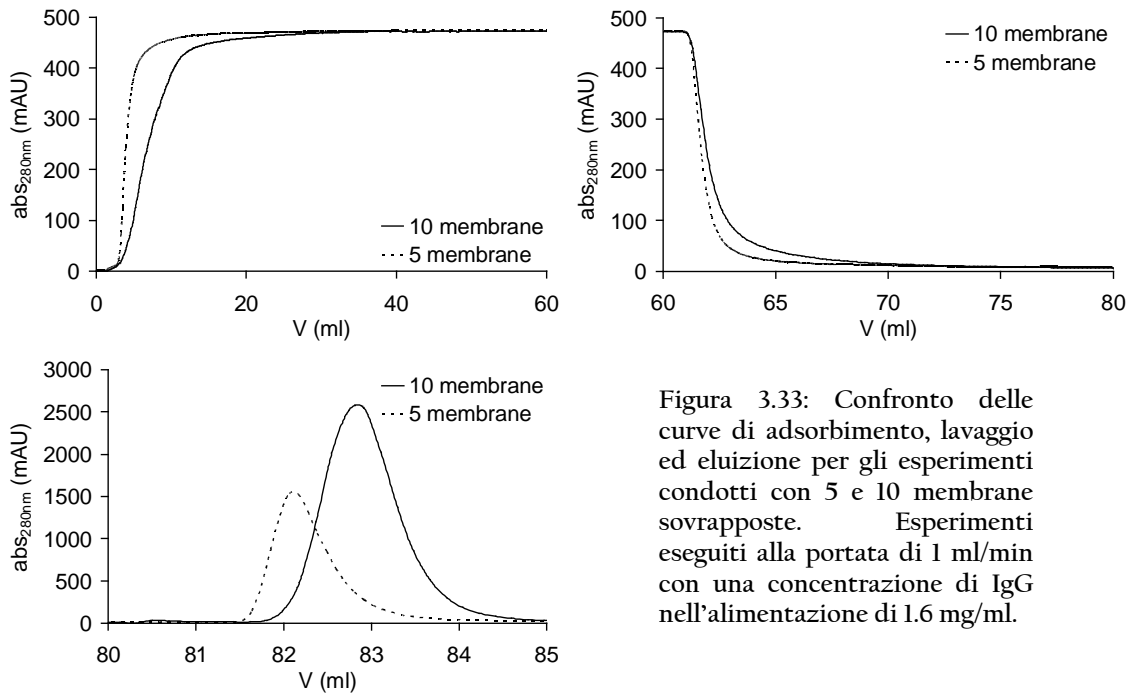 500
400
300
200
100
0
abs280nm (mAU)
0 20 40 60
V (ml)
10 membrane
5 membrane
500
400
300
200
100
0
abs280nm (mAU)
60 65 70 75 80
V (ml)
10 membrane
5 membrane
3000
2500
2000
1500
1000
500
0
abs280nm (mAU)
80 81 82 83 84 85
V (ml)
10 membrane
5 membrane
Figura 3.33: Confronto delle
curve di adsorbimento, lavaggio
ed eluizione per gli esperimenti
condotti con 5 e 10 membrane
sovrapposte. Esperimenti
eseguiti alla portata di 1 ml/min
con una concentrazione di IgG
nell'alimentazione di 1.6 mg/ml.